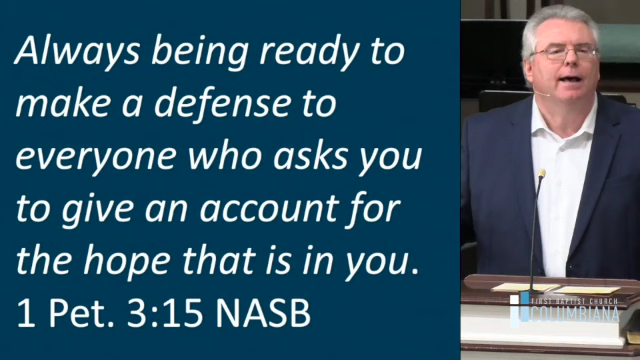 Always being ready to
make a defense to
everyone who asks you
to give an account for
the hope that is in you.
1 Pet. 3:15 NASB
FIRST BAPTIST CHURCH
COLUMBIANA